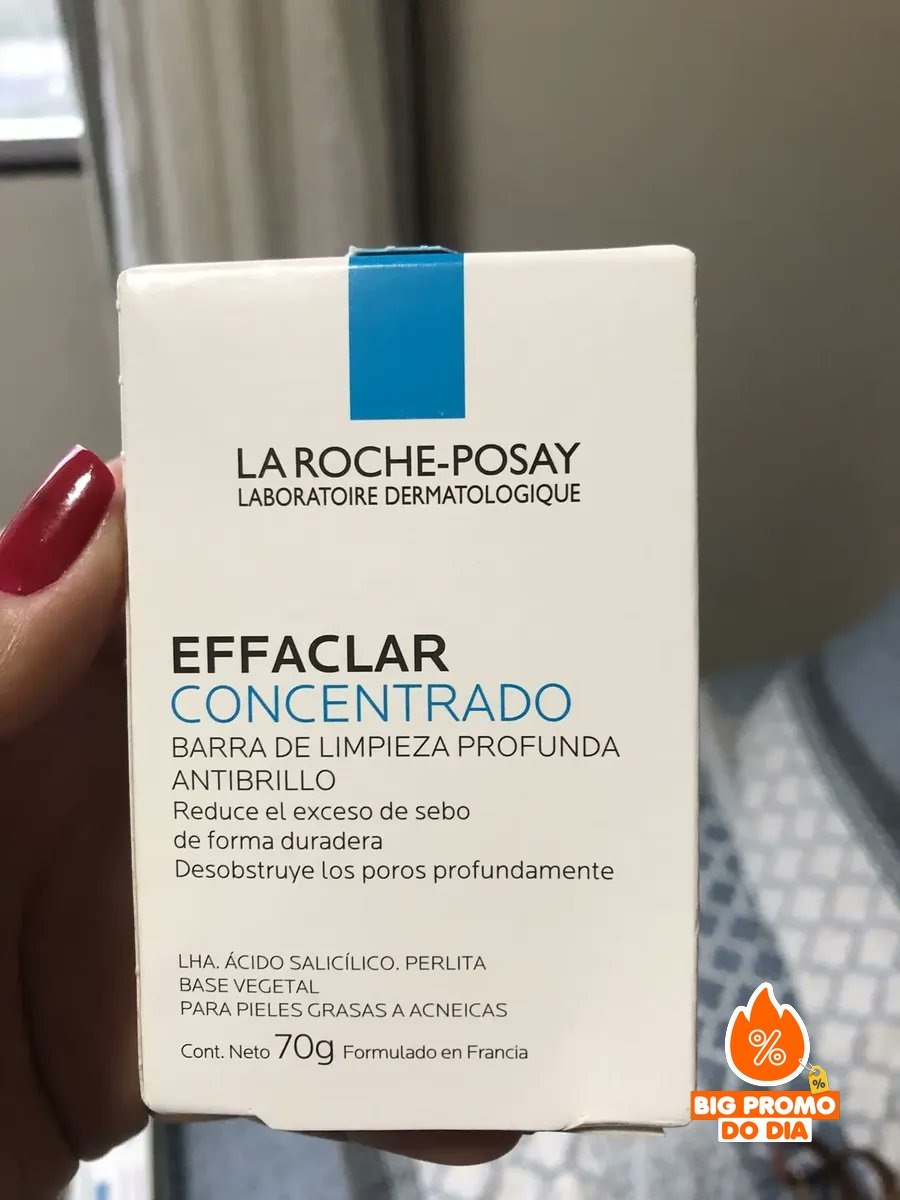 LA ROCHE-POSAY
LABORATOIRE DERMATOLOGIQUE
EFFACLAR
CONCENTRADO
BARRA DE LIMPIEZA PROFUNDA
ANTIBRILLO
Reduce el exceso de sebo
de forma duradera
Desobstruye los poros profundamente
LHA. ÁCIDO SALICÍLICO. PERLITA
BASE VEGETAL
PARA PIELES GRASAS A ACNEICAS
Cont. Neto 70g Formulado en Francia
%
%
BIG PROMO
DO DIA